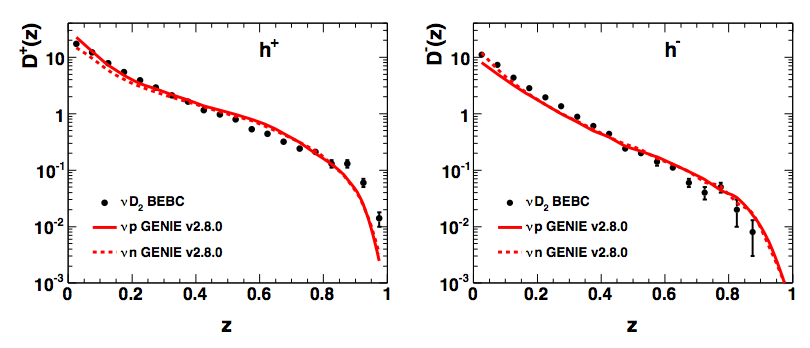 D⁺(z)
10
1
10⁻¹
10⁻²
10⁻³
h⁺
νD₂ BEBC
νp GENIE v2.8.0
νn GENIE v2.8.0
0 0.2 0.4 0.6 0.8 1
z
D⁻(z)
10
1
10⁻¹
10⁻²
10⁻³
h⁻
νD₂ BEBC
νp GENIE v2.8.0
νn GENIE v2.8.0
0 0.2 0.4 0.6 0.8 1
z